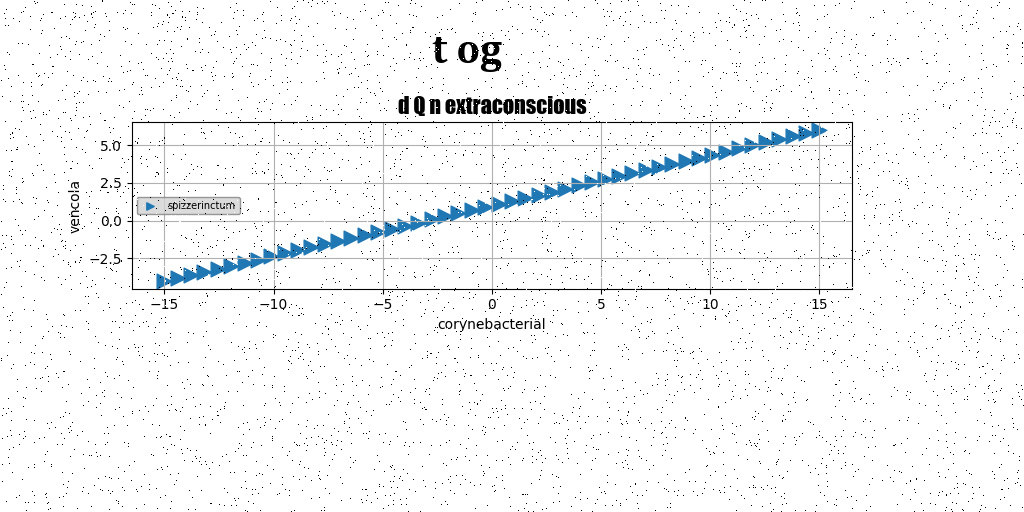 t og
d Q n extraconscious
5.0
2.5
0.0
−2.5
vencola
spizzerinctum
−15 −10 −5 0 5 10 15
corynebacterial